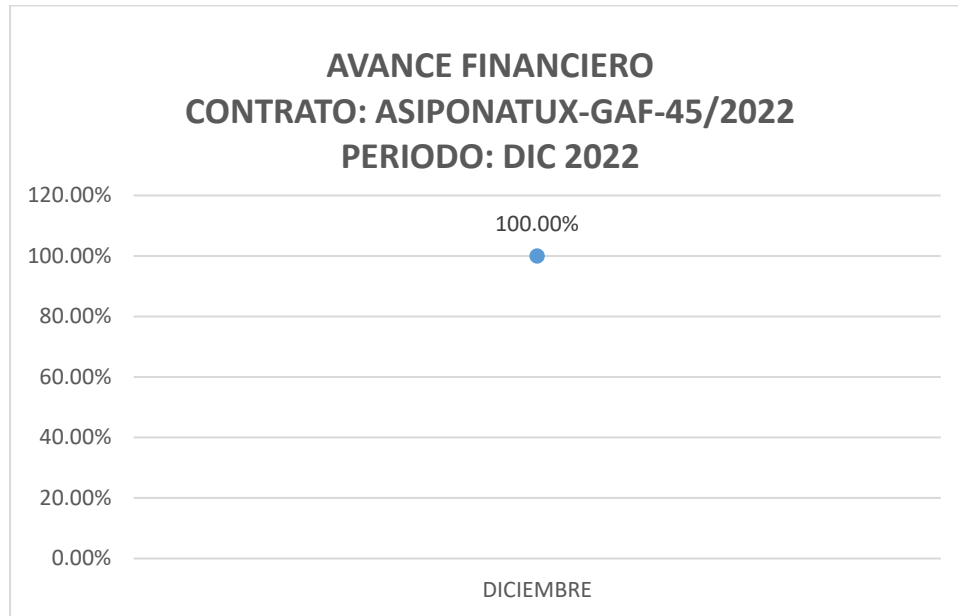 AVANCE FINANCIERO
CONTRATO: ASIPONATUX-GAF-45/2022
PERIODO: DIC 2022
120.00%
100.00%
100.00%
80.00%
60.00%
40.00%
20.00%
0.00%
DICIEMBRE